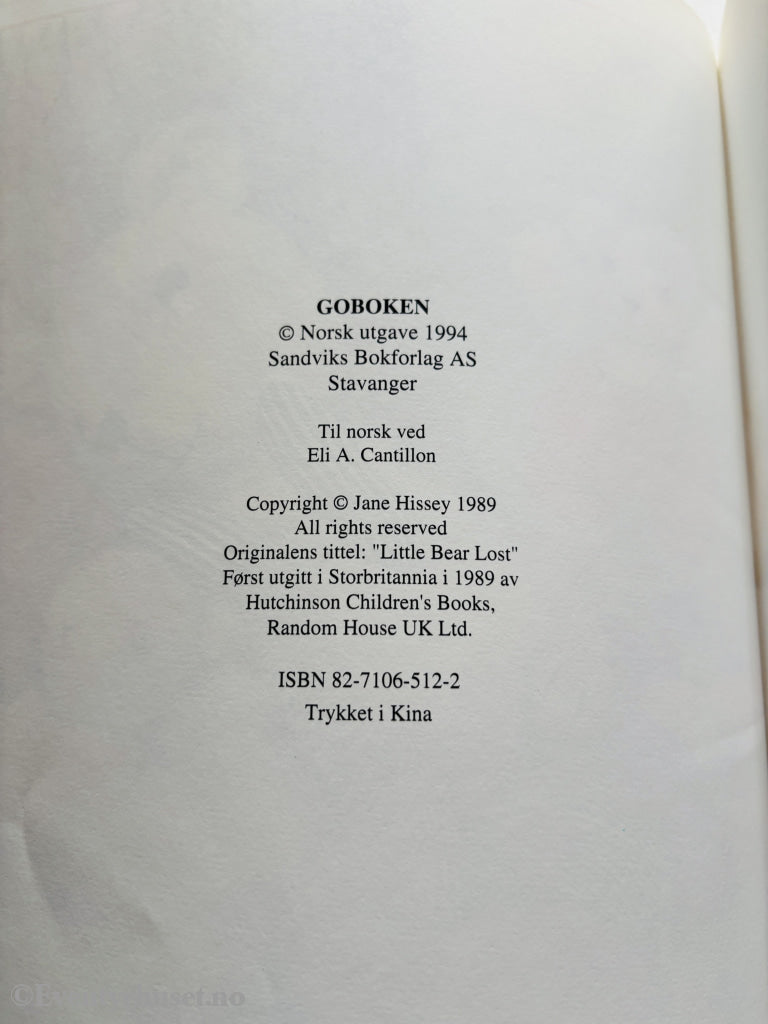 GOBOKEN
© Norsk utgave 1994
Sandviks Bokforlag AS
Stavanger
Til norsk ved
Eli A. Cantillon
Copyright © Jane Hissey 1989
All rights reserved
Originalens tittel: "Little Bear Lost"
Først utgitt i Storbritannia i 1989 av
Hutchinson Children's Books,
Random House UK Ltd.
ISBN 82-7106-512-2
Trykket i Kina